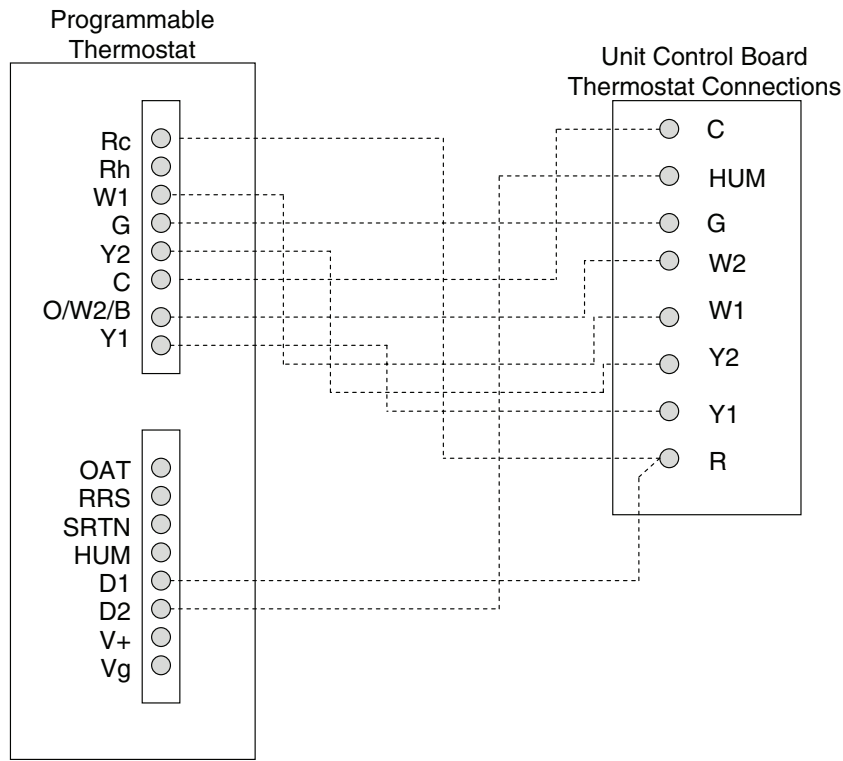 Programmable
Thermostat
Rc
Rh
W1
G
Y2
C
O/W2/B
Y1
OAT
RRS
SRTN
HUM
D1
D2
V+
Vg
Unit Control Board
Thermostat Connections
C
HUM
G
W2
W1
Y2
Y1
R